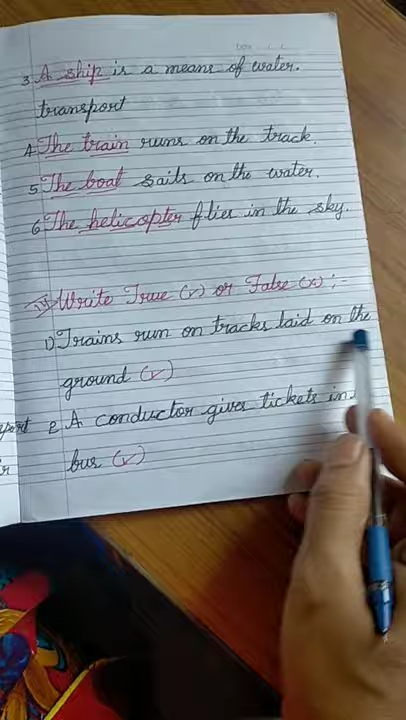 3 A ship is a means of water.
transport
4. The train runs on the track.
5 The boat sails on the water.
6 The helicopter flies in the sky.
IV Write True (✓) or False (x) :-
1) Trains run on tracks laid on the
ground (✓)
2 A conductor gives tickets in
bus (✓)